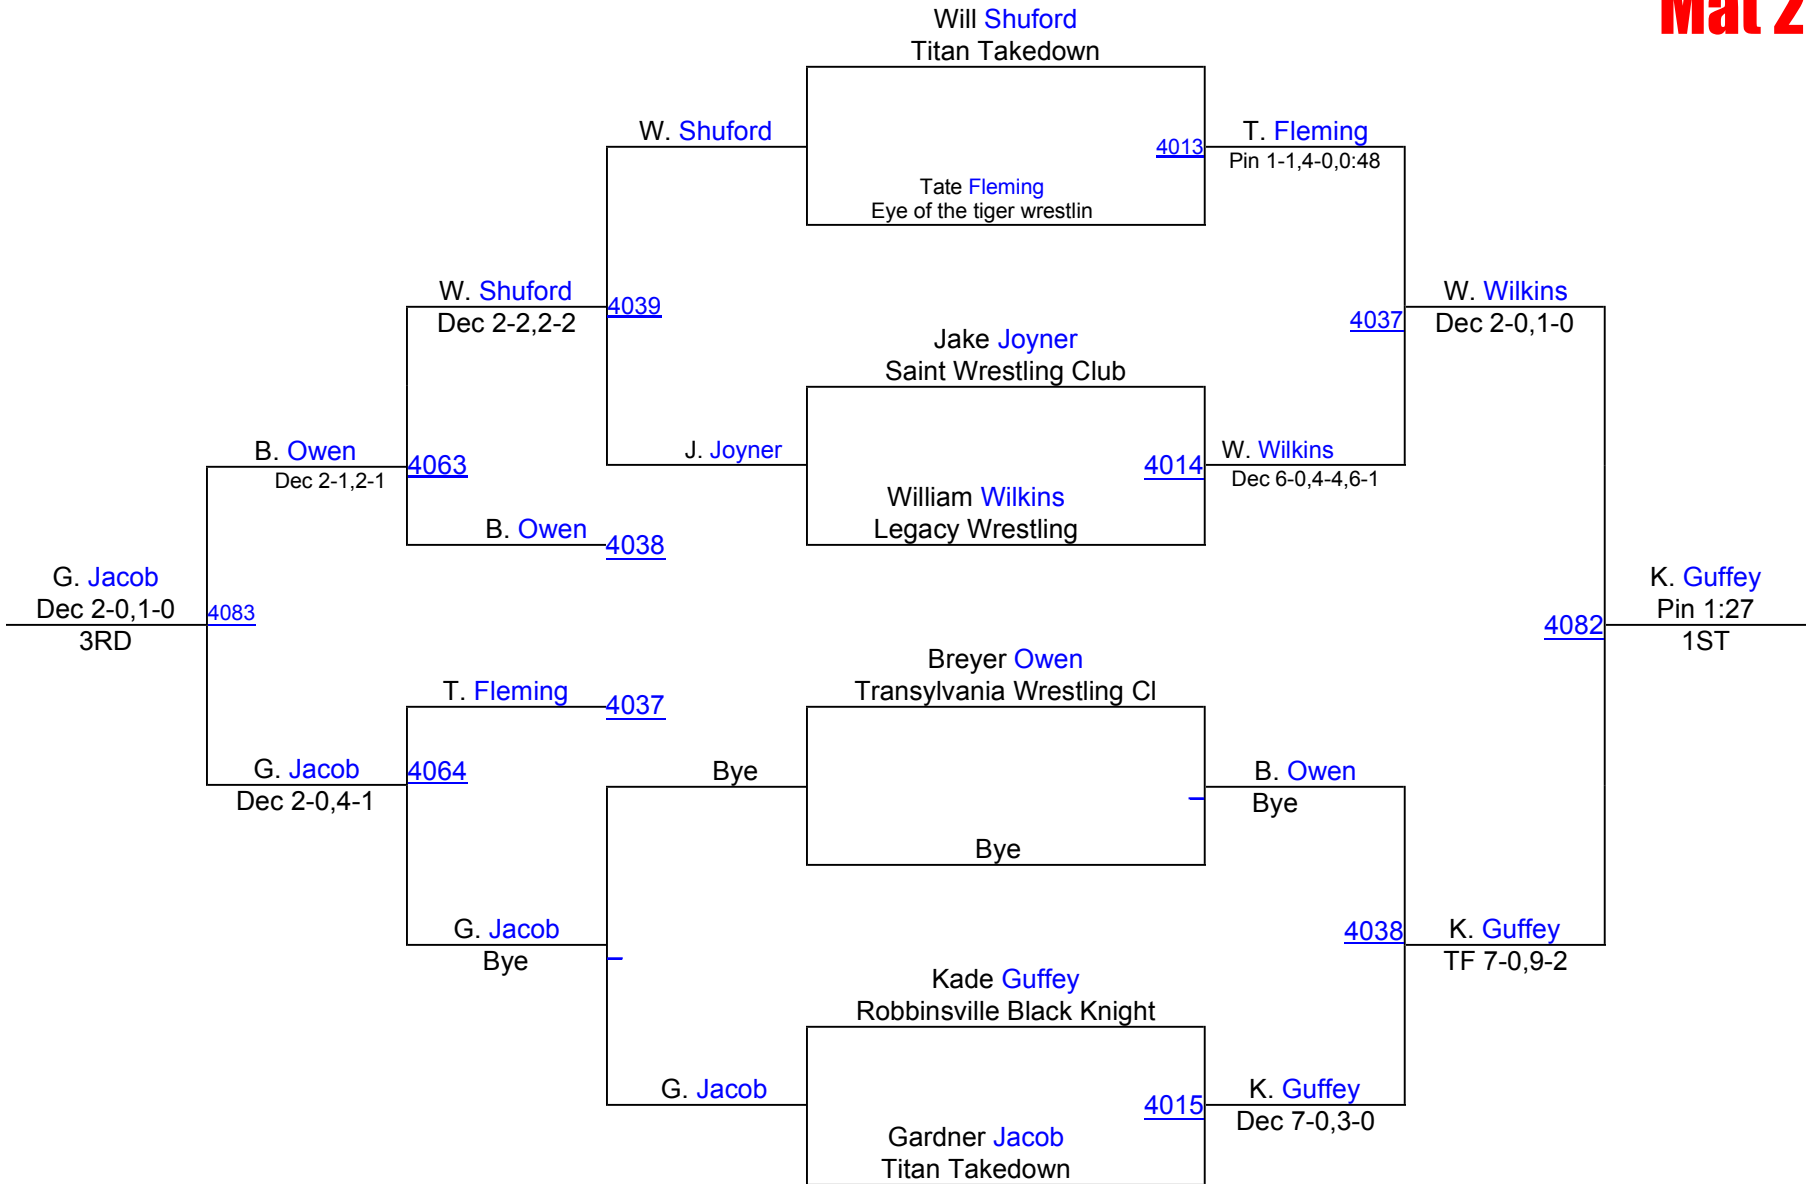 Mat 2
Will Shuford
Titan Takedown
W. Shuford
4013
T. Fleming
Pin 1-1,4-0,0:48
Tate Fleming
Eye of the tiger wrestlin
W. Shuford
Dec 2-2,2-2
4039
4037
W. Wilkins
Dec 2-0,1-0
Jake Joyner
Saint Wrestling Club
B. Owen
Dec 2-1,2-1
4063
J. Joyner
4014
W. Wilkins
Dec 6-0,4-4,6-1
William Wilkins
Legacy Wrestling
B. Owen
4038
G. Jacob
Dec 2-0,1-0
3RD
4083
4082
K. Guffey
Pin 1:27
1ST
Breyer Owen
Transylvania Wrestling Cl
T. Fleming
4037
G. Jacob
Dec 2-0,4-1
4064
Bye
B. Owen
Bye
Bye
G. Jacob
Bye
4038
K. Guffey
TF 7-0,9-2
Kade Guffey
Robbinsville Black Knight
G. Jacob
4015
K. Guffey
Dec 7-0,3-0
Gardner Jacob
Titan Takedown